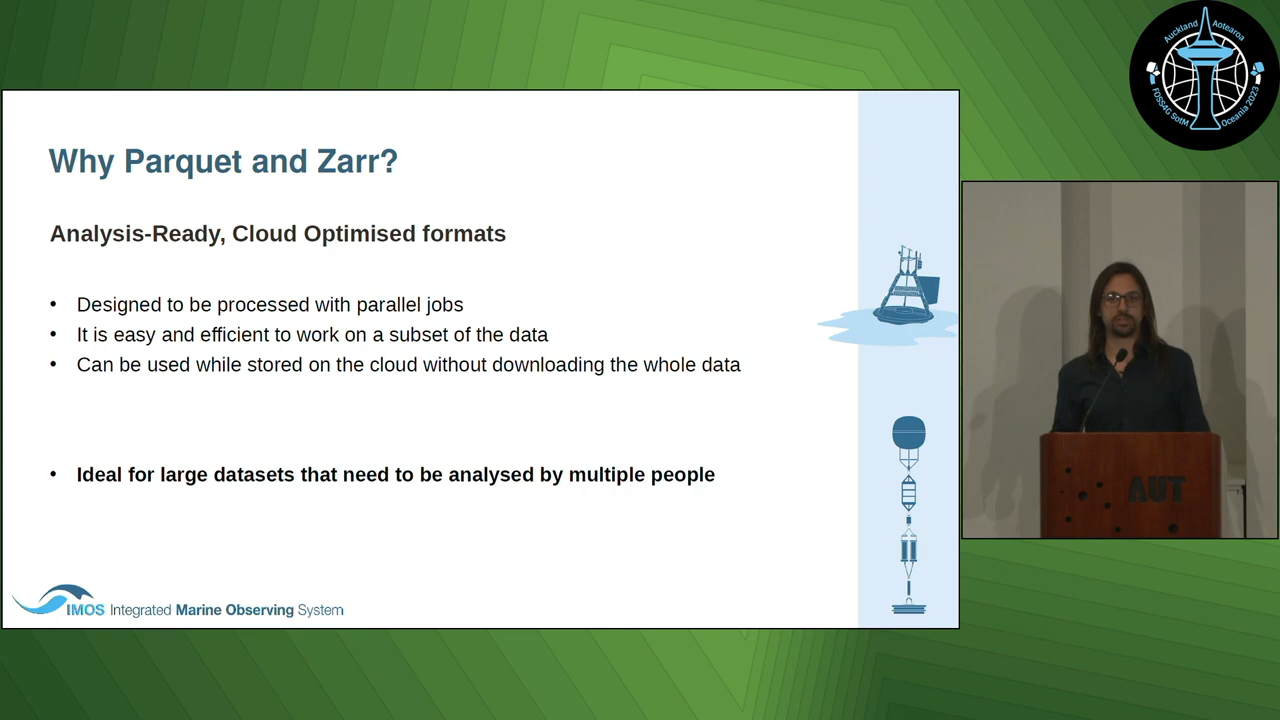 Auckland Aotearoa
FOSS4G SotM Oceania 2023
Why Parquet and Zarr?
Analysis-Ready, Cloud Optimised formats
• Designed to be processed with parallel jobs
• It is easy and efficient to work on a subset of the data
• Can be used while stored on the cloud without downloading the whole data
• Ideal for large datasets that need to be analysed by multiple people
IMOS Integrated Marine Observing System
AUT